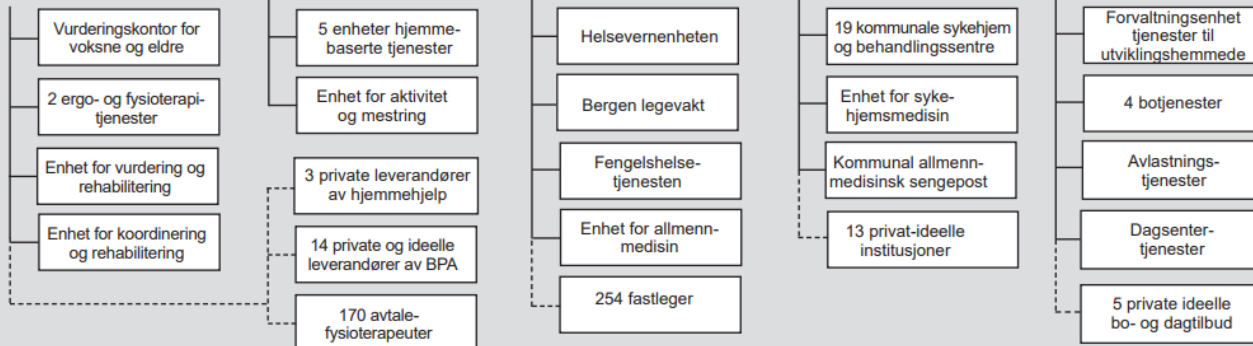 Vurderingskontor for
voksne og eldre
2 ergo- og fysioterapi-
tjenester
Enhet for vurdering og
rehabilitering
Enhet for koordinering
og rehabilitering
5 enheter hjemme-
baserte tjenester
Enhet for aktivitet
og mestring
3 private leverandører
av hjemmehjelp
14 private og ideelle
leverandører av BPA
170 avtale-
fysioterapeuter
Helsevernenheten
Bergen legevakt
Fengelshelse-
tjenesten
Enhet for allmenn-
medisin
254 fastleger
19 kommunale sykehjem
og behandlingssentre
Enhet for syke-
hjemsmedisin
Kommunal allmenn-
medisinsk sengepost
13 privat-ideelle
institusjoner
Forvaltningsenhet
tjenester til
utviklingshemmede
4 botjenester
Avlastnings-
tjenester
Dagsenter-
tjenester
5 private ideelle
bo- og dagtilbud